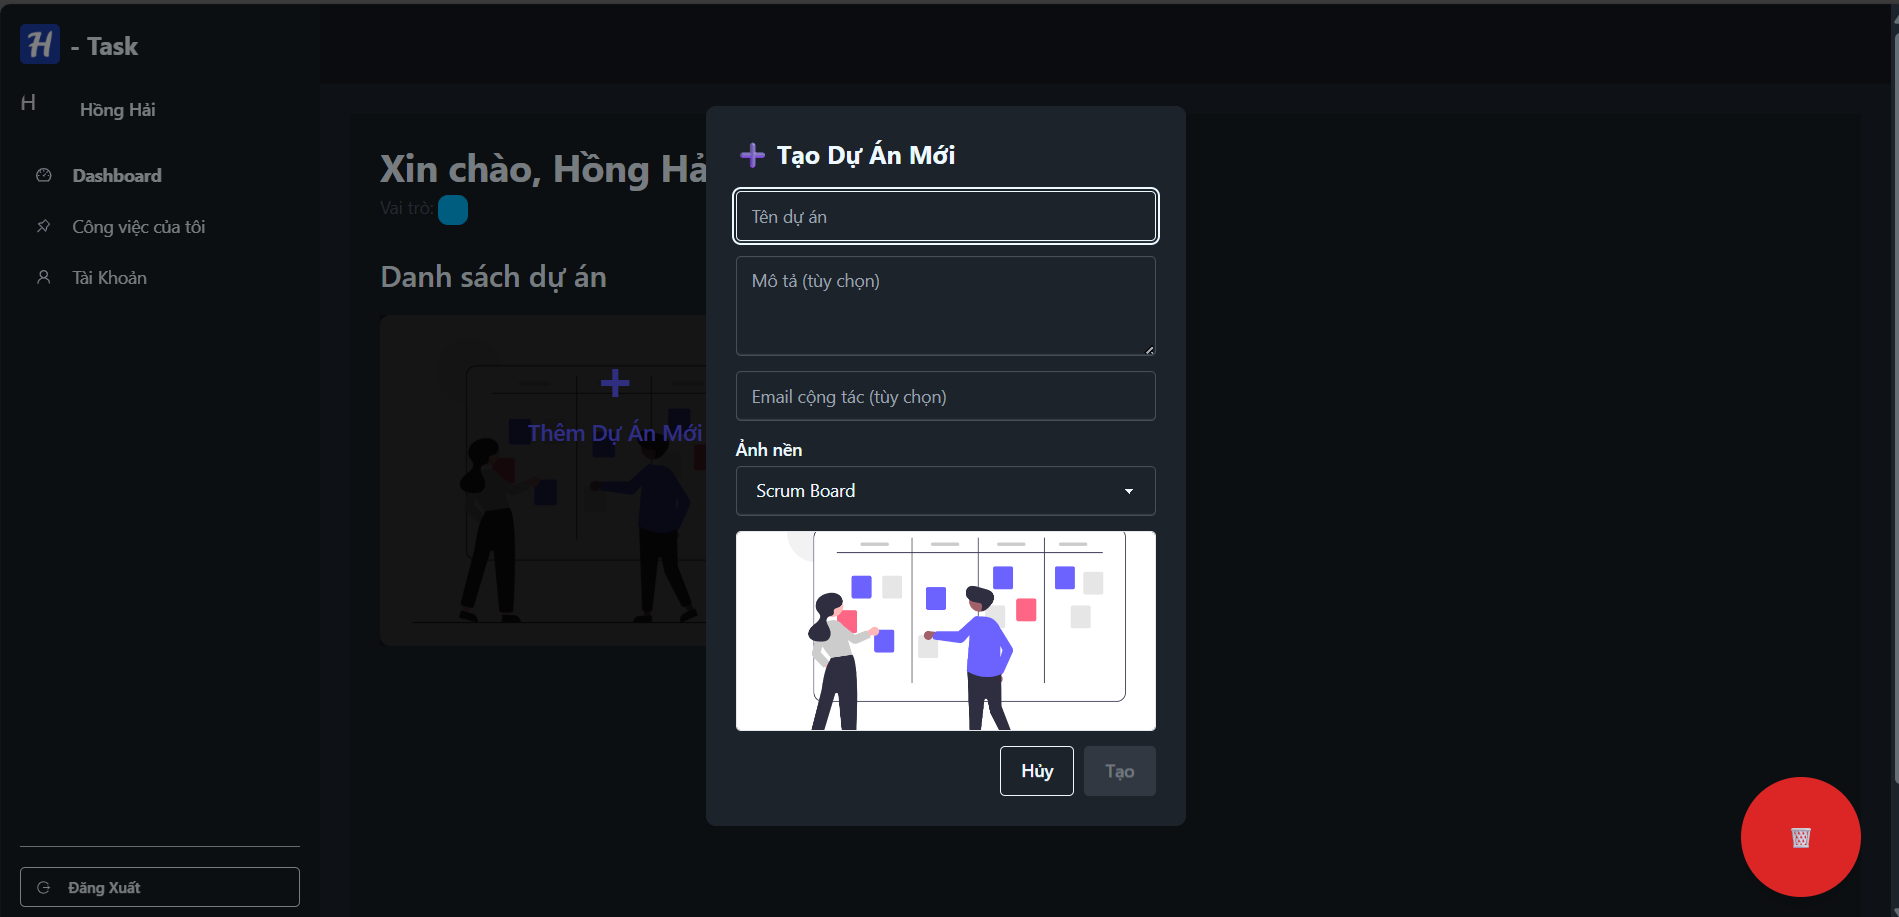 H - Task
H Hồng Hải
Dashboard
Công việc của tôi
Tài Khoản
Đăng Xuất
Xin chào, Hồng Hả
Vai trò:
Danh sách dự án
Thêm Dự Án Mới
Tạo Dự Án Mới
Tên dự án
Mô tả (tùy chọn)
Email cộng tác (tùy chọn)
Ảnh nền
Scrum Board
Hủy
Tạo